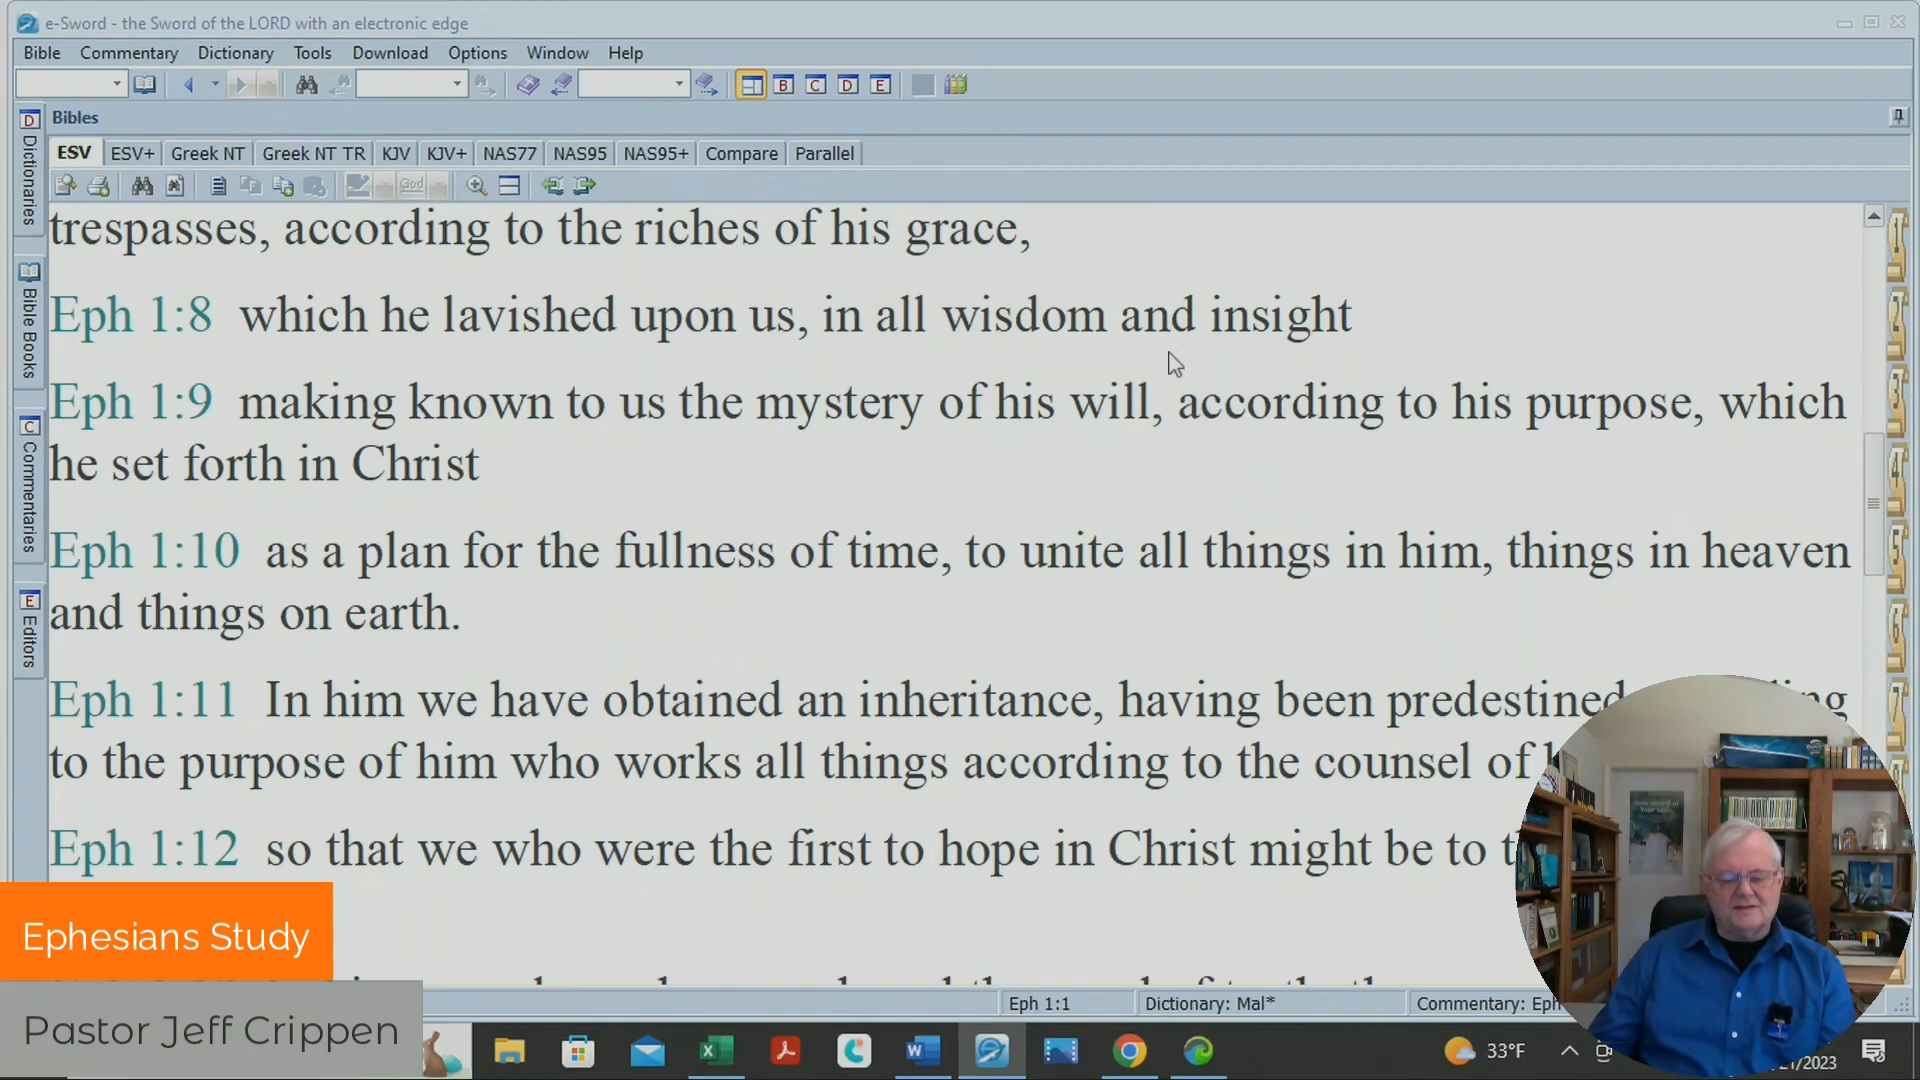 e-Sword - the Sword of the LORD with an electronic edge
Bible Commentary Dictionary Tools Download Options Window Help
B C D E
Bibles
ESV ESV+ Greek NT Greek NT TR KJV KJV+ NAS77 NAS95 NAS95+ Compare Parallel
God
D Dictionaries
Bible Books
C Commentaries
E Editors
trespasses, according to the riches of his grace,
Eph 1:8 which he lavished upon us, in all wisdom and insight
Eph 1:9 making known to us the mystery of his will, according to his purpose, which
he set forth in Christ
Eph 1:10 as a plan for the fullness of time, to unite all things in him, things in heaven
and things on earth.
Eph 1:11 In him we have obtained an inheritance, having been predestined
to the purpose of him who works all things according to the counsel of
Eph 1:12 so that we who were the first to hope in Christ might be to
Ephesians Study
Pastor Jeff Crippen
Eph 1:1 Dictionary: Mal* Commentary: Eph
33°F
/2023